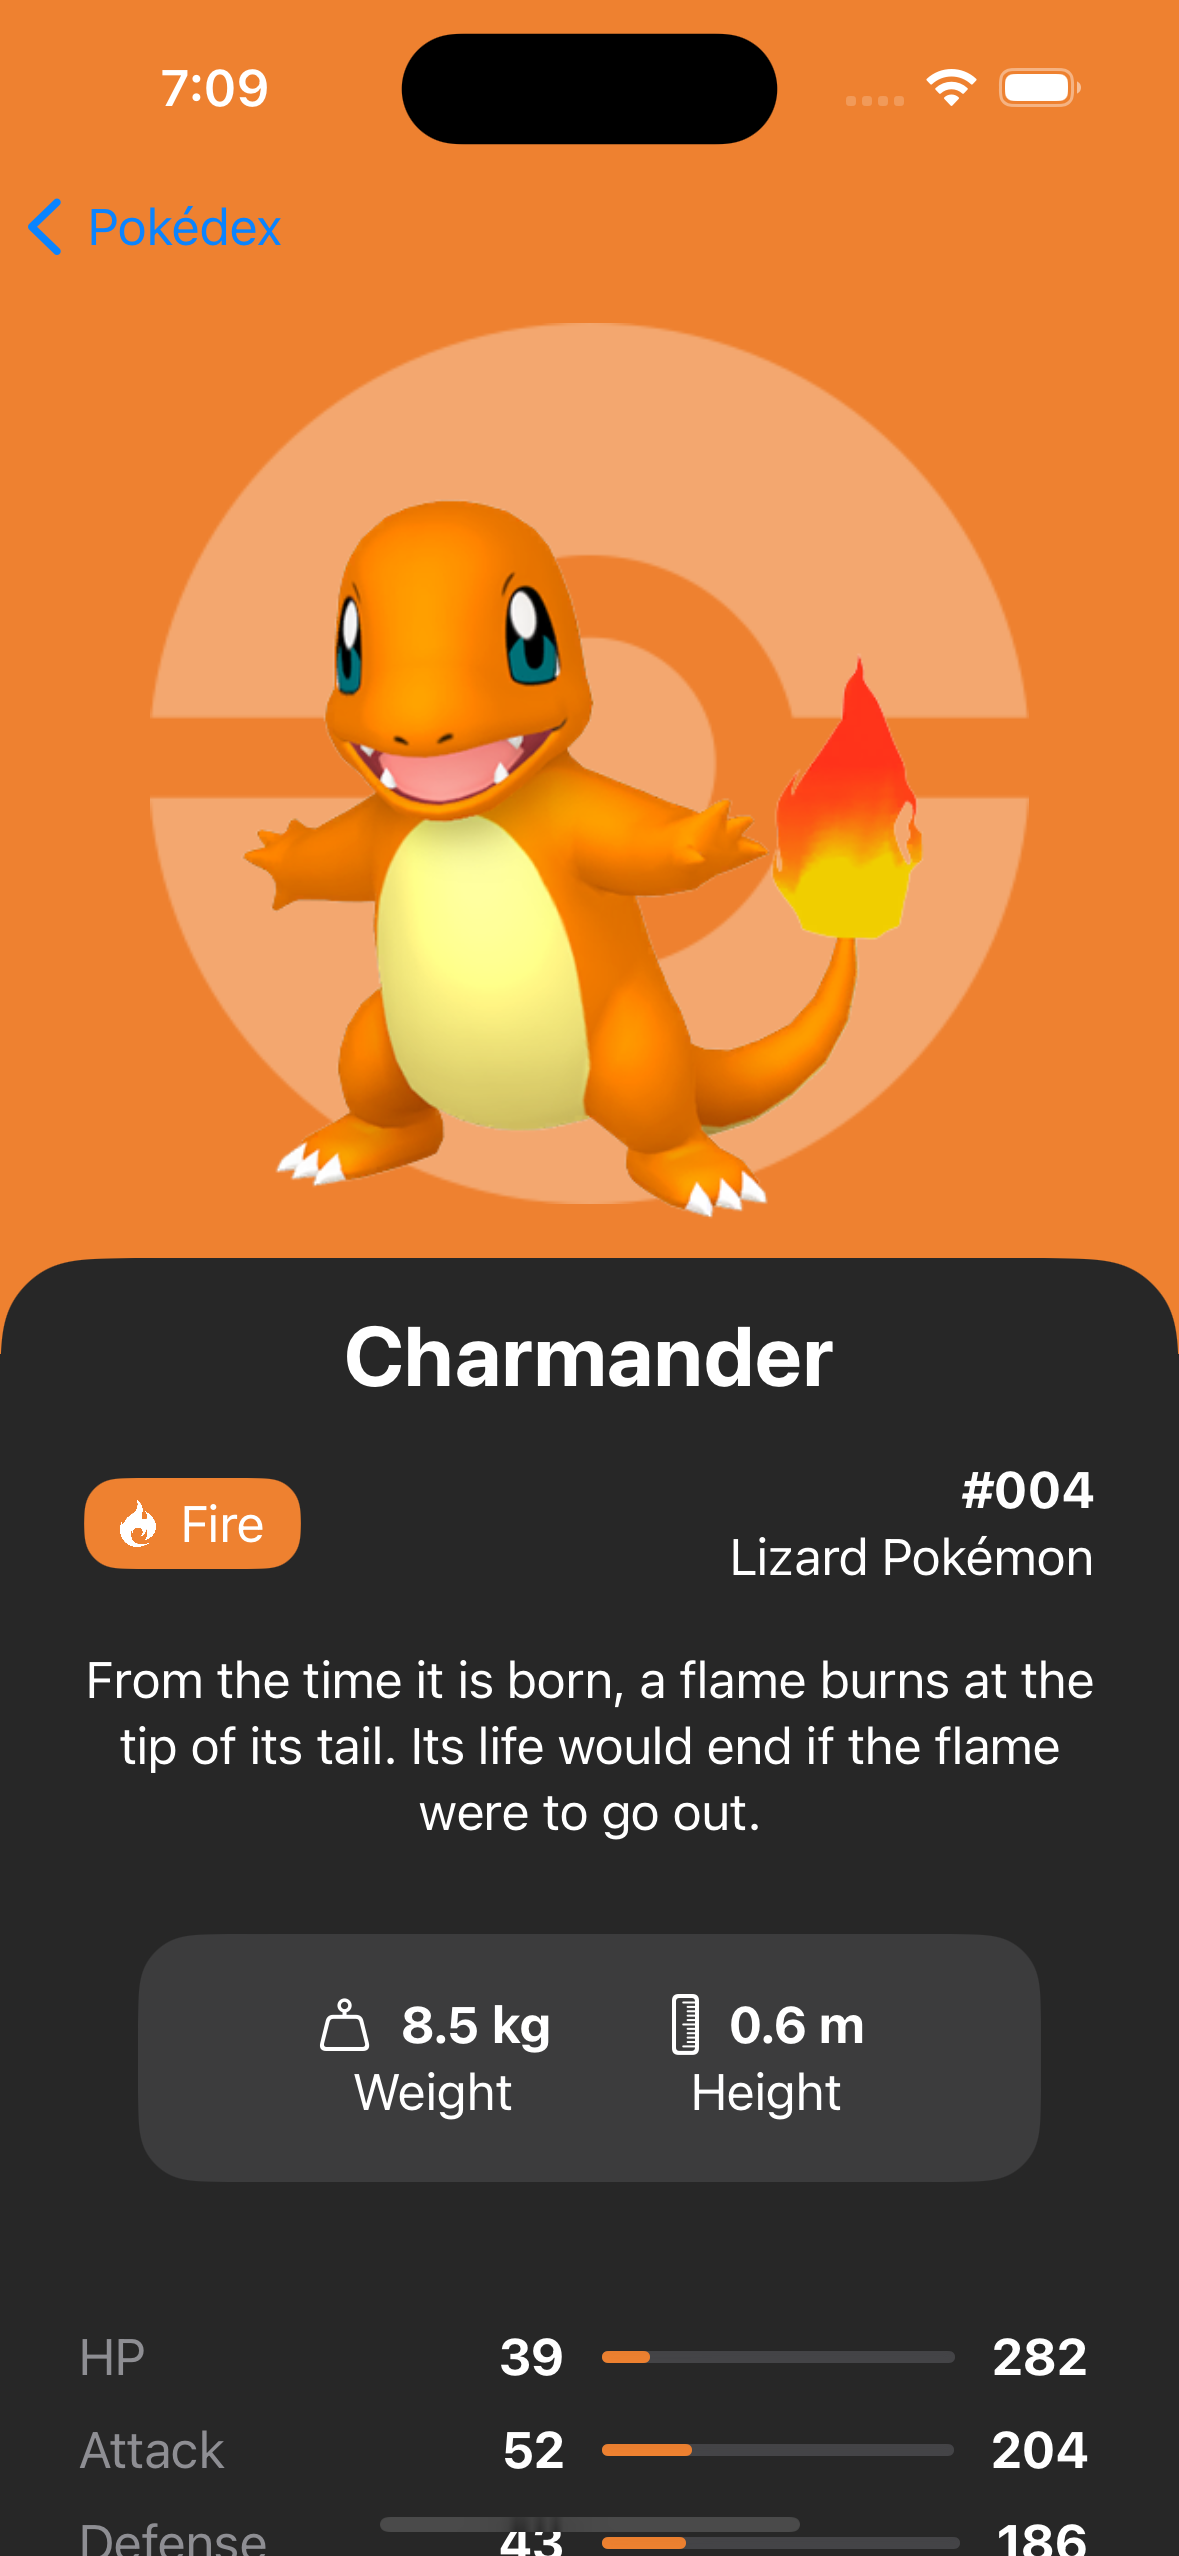 7:09
Pokédex
Charmander
Fire
#004
Lizard Pokémon
From the time it is born, a flame burns at the
tip of its tail. Its life would end if the flame
were to go out.
8.5 kg
Weight
0.6 m
Height
HP 39 282
Attack 52 204
Defense 43 186